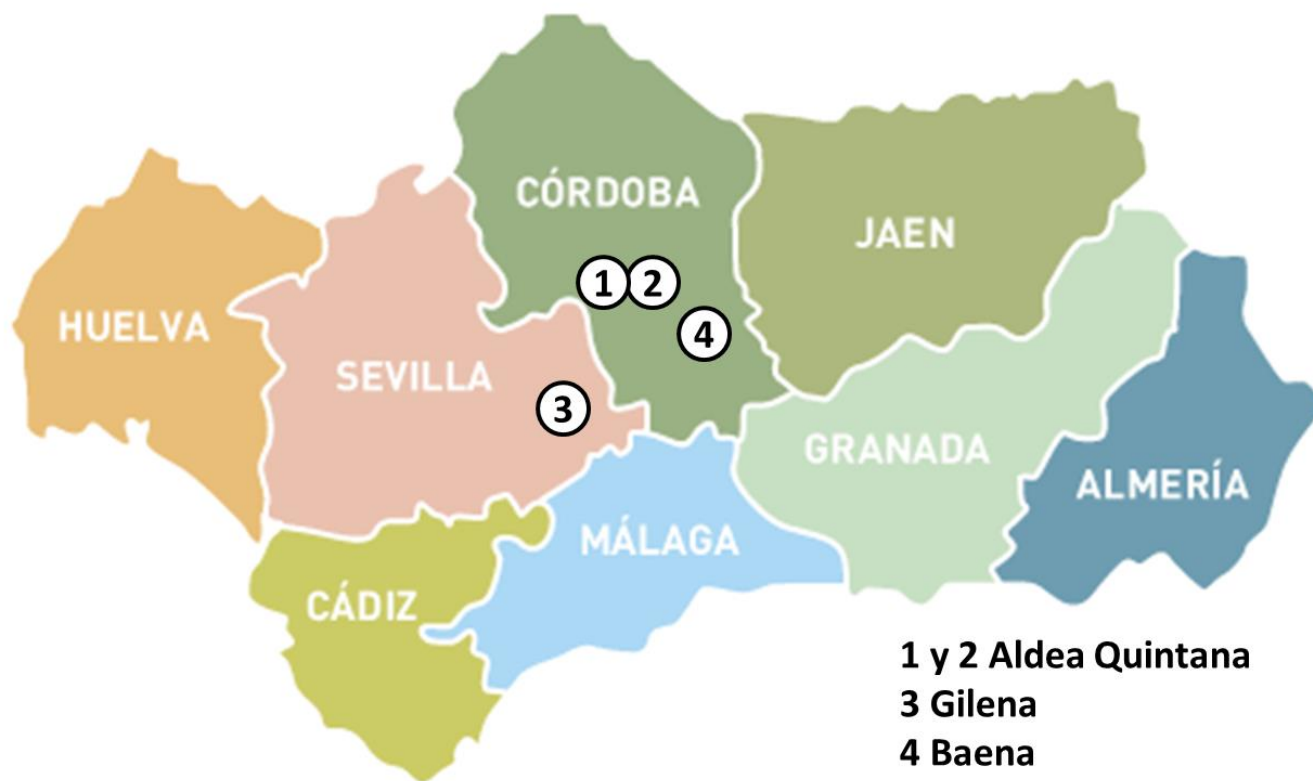 CÓRDOBA
JAEN
HUELVA
SEVILLA
1
2
4
3
GRANADA
ALMERÍA
MÁLAGA
CÁDIZ
1 y 2 Aldea Quintana
3 Gilena
4 Baena